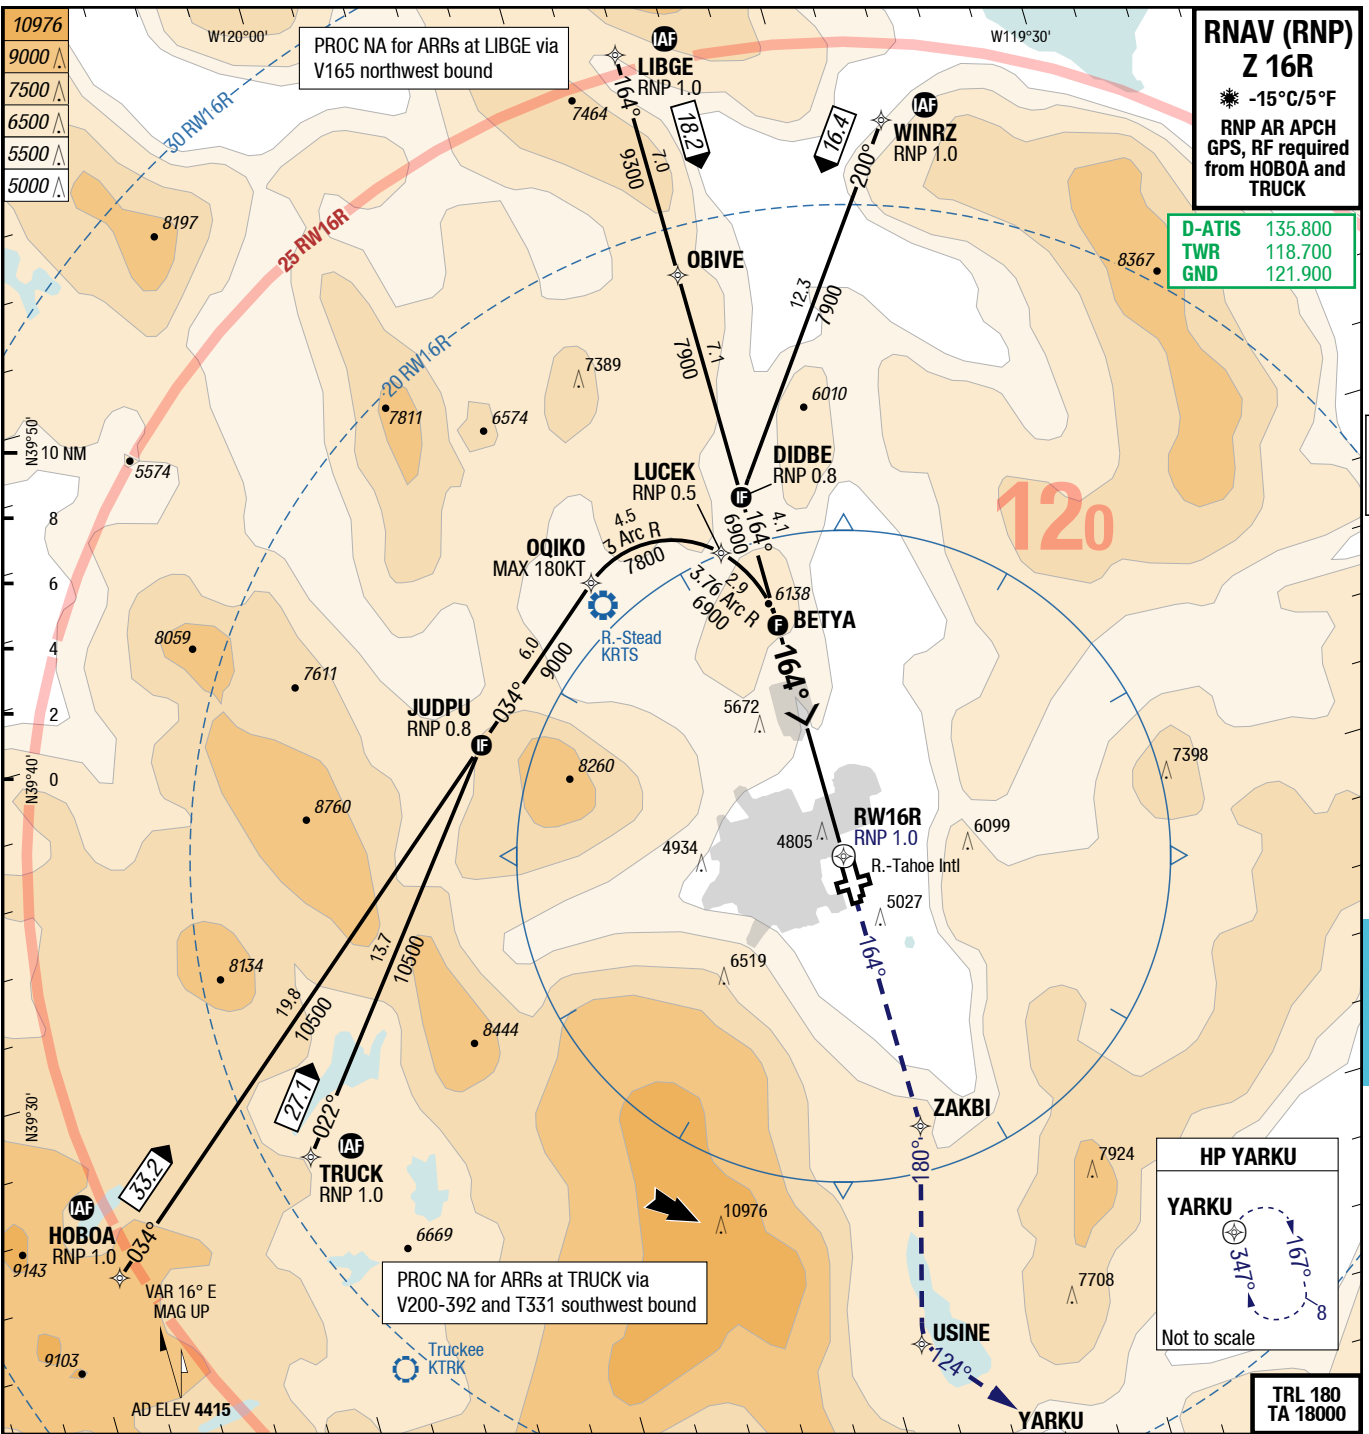 10976
9000
7500
6500
5500
5000
W120°00'
PROC NA for ARRs at LIBGE via
V165 northwest bound
IAF
LIBGE
RNP 1.0
W119°30'
RNAV (RNP)
Z 16R
-15°C/5°F
RNP AR APCH
GPS, RF required
from HOBOA and
TRUCK
D-ATIS 135.800
TWR 118.700
GND 121.900
30 RW16R
25 RW16R
20 RW16R
164°
7464
18.2
9300
7.0
16.4
IAF
WINRZ
RNP 1.0
200°
8197
8367
OBIVE
12.3
7900
7.1
7900
7389
6010
7811
6574
N39°50'
10 NM
8
6
4
2
0
5574
LUCEK
RNP 0.5
DIDBE
RNP 0.8
IF
120
4.5
3 Arc R
7800
6900
164°
4.1
OQIKO
MAX 180KT
2.9
3.76 Arc R
6900
6138
F
BETYA
R.-Stead
KRTS
8059
7611
6.0
9000
034°
JUDPU
RNP 0.8
IF
164°
5672
7398
N39°40'
8260
8760
RW16R
RNP 1.0
4805
R.-Tahoe Intl
6099
4934
5027
13.7
10500
164°
8134
6519
19.8
10500
8444
27.1
022°
N39°30'
ZAKBI
IAF
TRUCK
RNP 1.0
180°
7924
33.2
IAF
HOBOA
RNP 1.0
034°
9143
6669
10976
HP YARKU
YARKU
347°
167°
8
Not to scale
PROC NA for ARRs at TRUCK via
V200-392 and T331 southwest bound
VAR 16° E
MAG UP
7708
USINE
124°
Truckee
KTRK
9103
AD ELEV 4415
YARKU
TRL 180
TA 18000